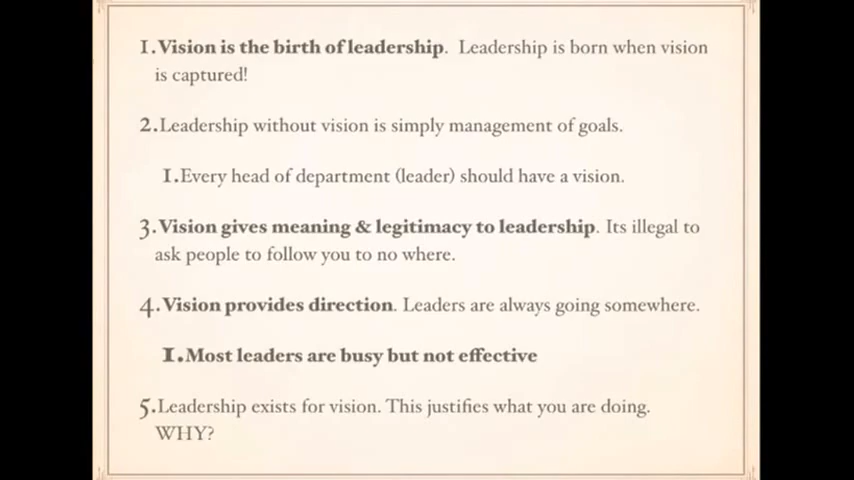 1.Vision is the birth of leadership. Leadership is born when vision
is captured!
2.Leadership without vision is simply management of goals.
1.Every head of department (leader) should have a vision.
3.Vision gives meaning & legitimacy to leadership. Its illegal to
ask people to follow you to no where.
4.Vision provides direction. Leaders are always going somewhere.
1.Most leaders are busy but not effective
5.Leadership exists for vision. This justifies what you are doing.
WHY?